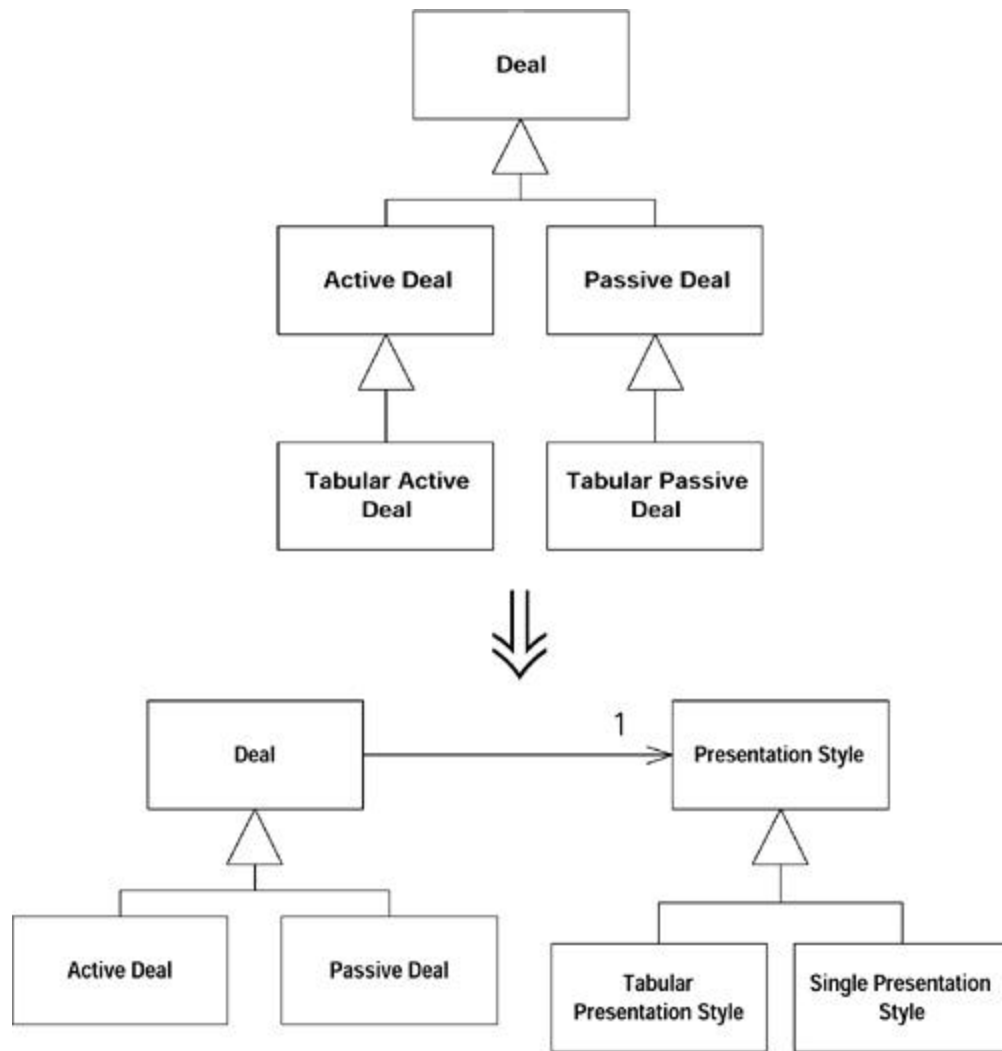 Deal
Active Deal
Passive Deal
Tabular Active
Deal
Tabular Passive
Deal
1
Deal
Presentation Style
Active Deal
Passive Deal
Tabular
Presentation Style
Single Presentation
Style